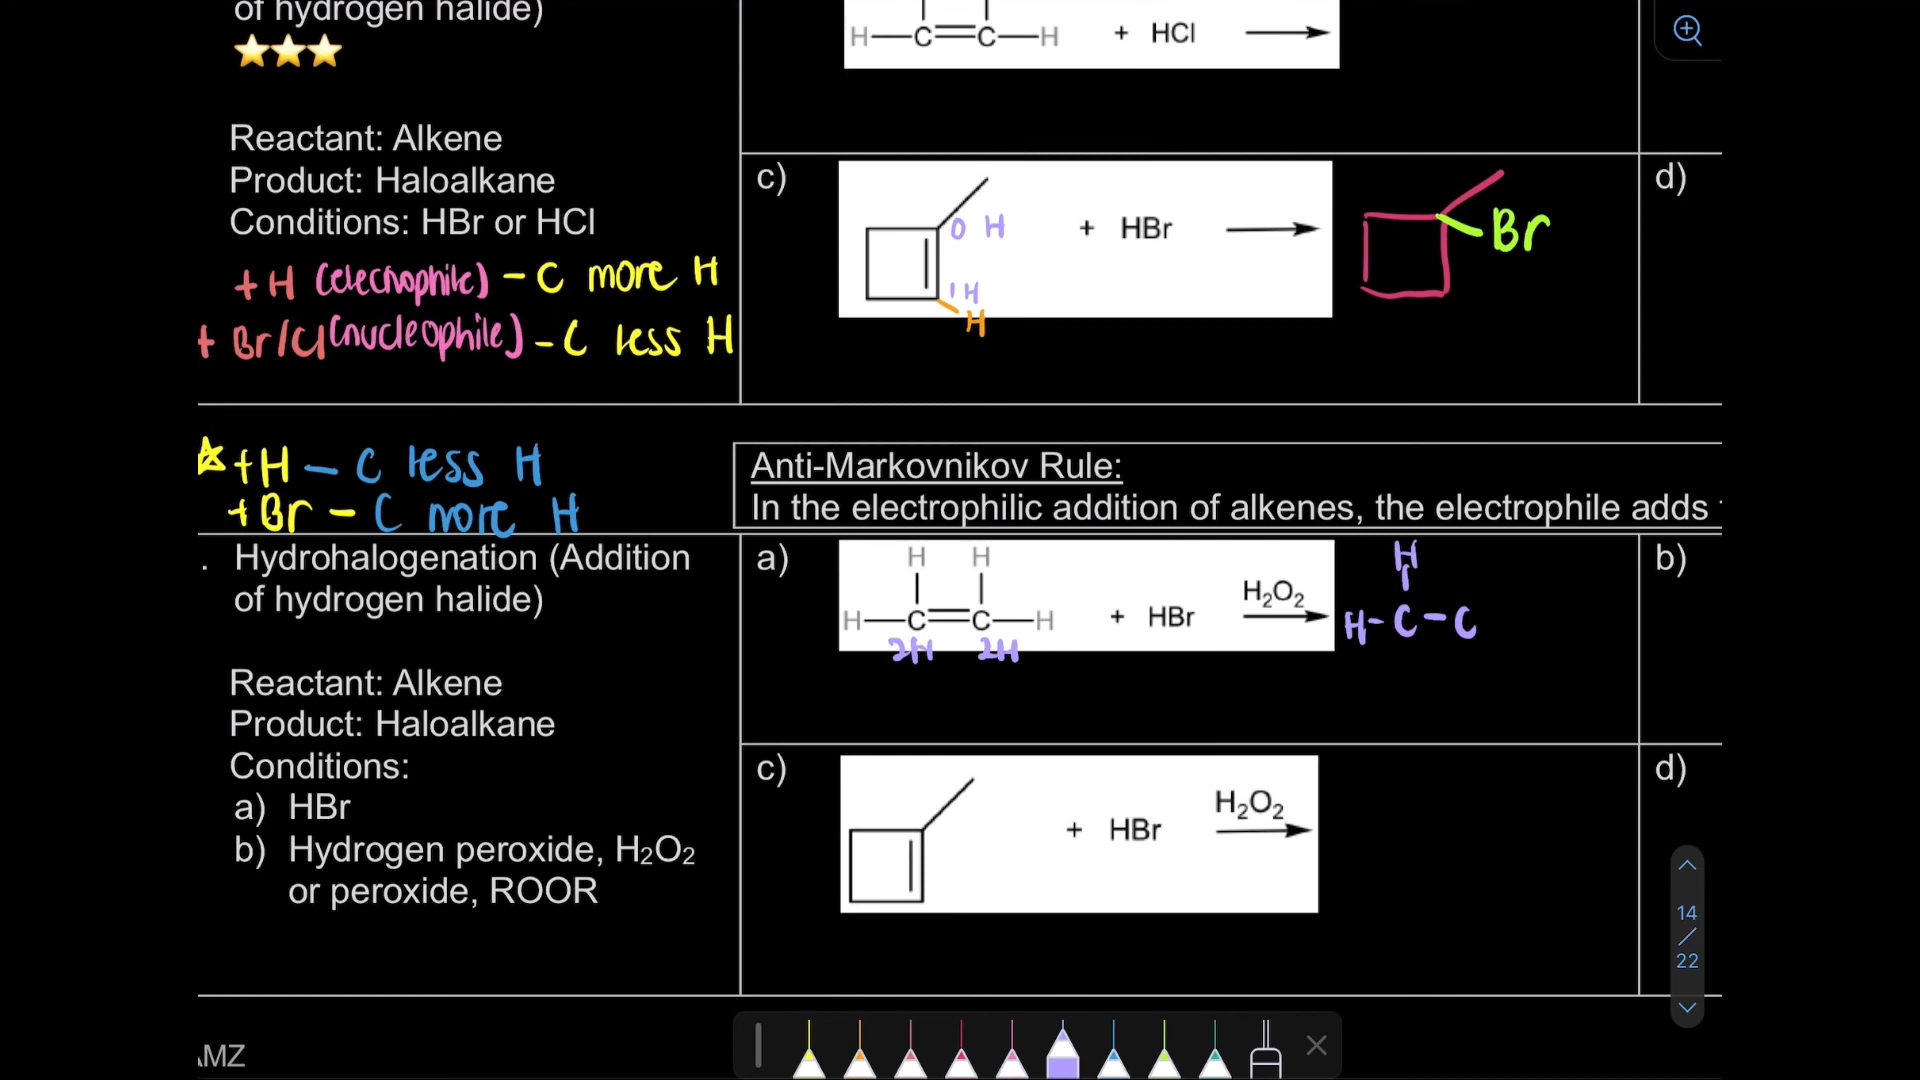 of hydrogen halide)
H—C=C—H + HCl
Reactant: Alkene
Product: Haloalkane
Conditions: HBr or HCl
+ H (electrophile) - C more H
+ Br/Cl (nucleophile) - C less H
c)
0 H
1 H
H
+ HBr
Br
d)
+H - C less H
+Br - C more H
Anti-Markovnikov Rule:
In the electrophilic addition of alkenes, the electrophile adds
. Hydrohalogenation (Addition
of hydrogen halide)
Reactant: Alkene
Product: Haloalkane
Conditions:
a) HBr
b) Hydrogen peroxide, H₂O₂
or peroxide, ROOR
a)
H H
H—C=C—H + HBr
2H 2H
H₂O₂
H
H-C-C
b)
c)
+ HBr
H₂O₂
d)
14
/
22
MZ